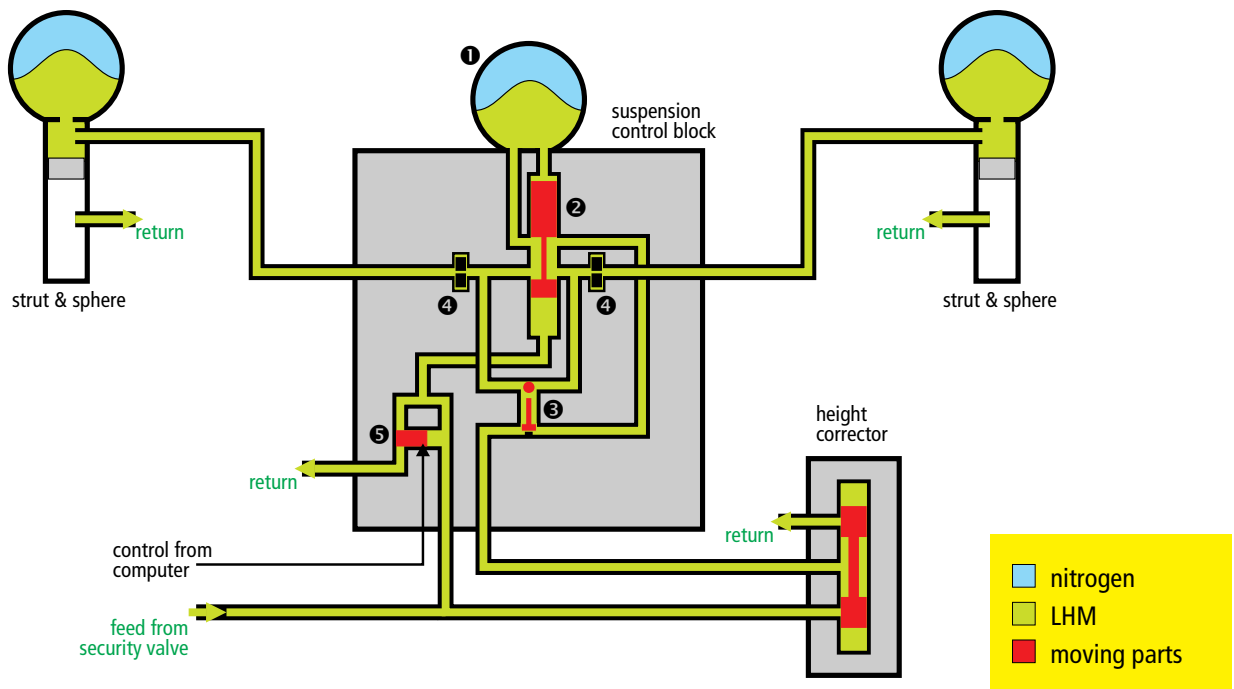 ❶
suspension
control block
❷
return
return
strut & sphere
❹
❹
strut & sphere
❸
❺
height
corrector
return
return
control from
computer
feed from
security valve
nitrogen
LHM
moving parts